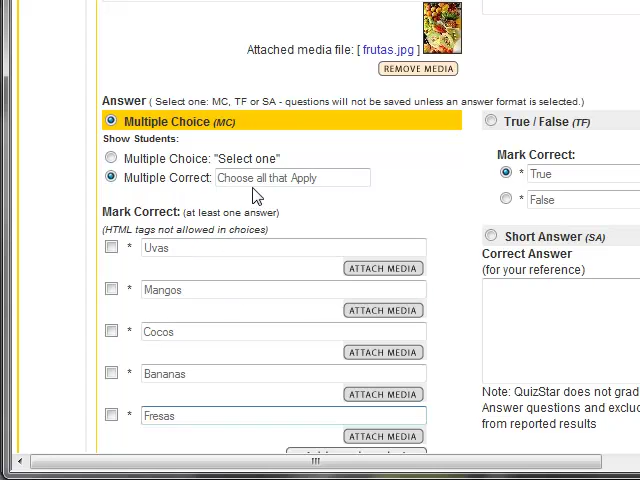 Attached media file: [ frutas.jpg ]
REMOVE MEDIA
Answer ( Select one: MC, TF or SA - questions will not be saved unless an answer format is selected.)
Multiple Choice (MC)
Show Students:
Multiple Choice: "Select one"
Multiple Correct: Choose all that Apply
Mark Correct: (at least one answer)
(HTML tags not allowed in choices)
* Uvas
ATTACH MEDIA
* Mangos
ATTACH MEDIA
* Cocos
ATTACH MEDIA
* Bananas
ATTACH MEDIA
* Fresas
ATTACH MEDIA
True / False (TF)
Mark Correct:
* True
* False
Short Answer (SA)
Correct Answer
(for your reference)
Note: QuizStar does not grad
Answer questions and exclu
from reported results